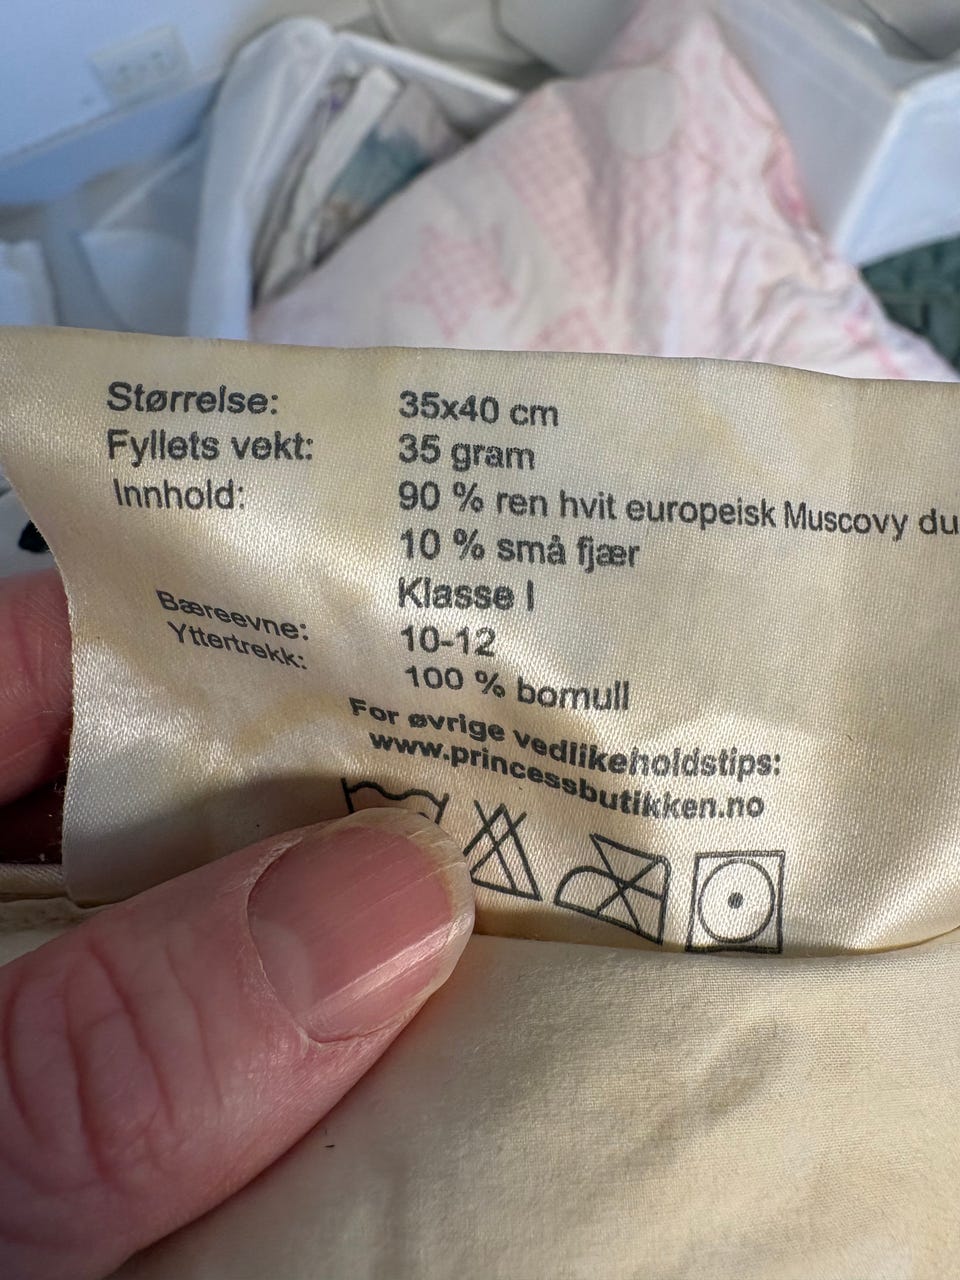 Størrelse: 35x40 cm
Fyllets vekt: 35 gram
Innhold: 90 % ren hvit europeisk Muscovy
10 % små fjær
Klasse I
Bæreevne: 10-12
Yttertrekk: 100 % bomull
For øvrige vedlikeholdstips:
www.princessbutikken.no